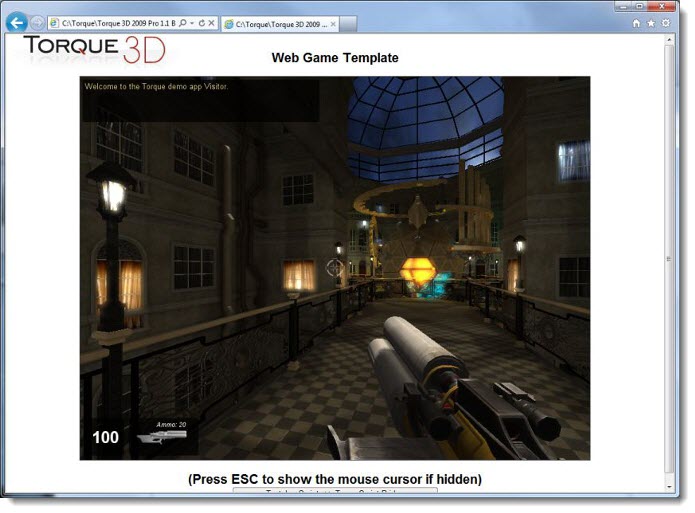 C:\Torque\Torque 3D 2009 Pro 1.1 B
C:\Torque\Torque 3D 2009 ...
TORQUE 3D
Web Game Template
Welcome to the Torque demo app Visitor.
Ammo: 20
100
(Press ESC to show the mouse cursor if hidden)